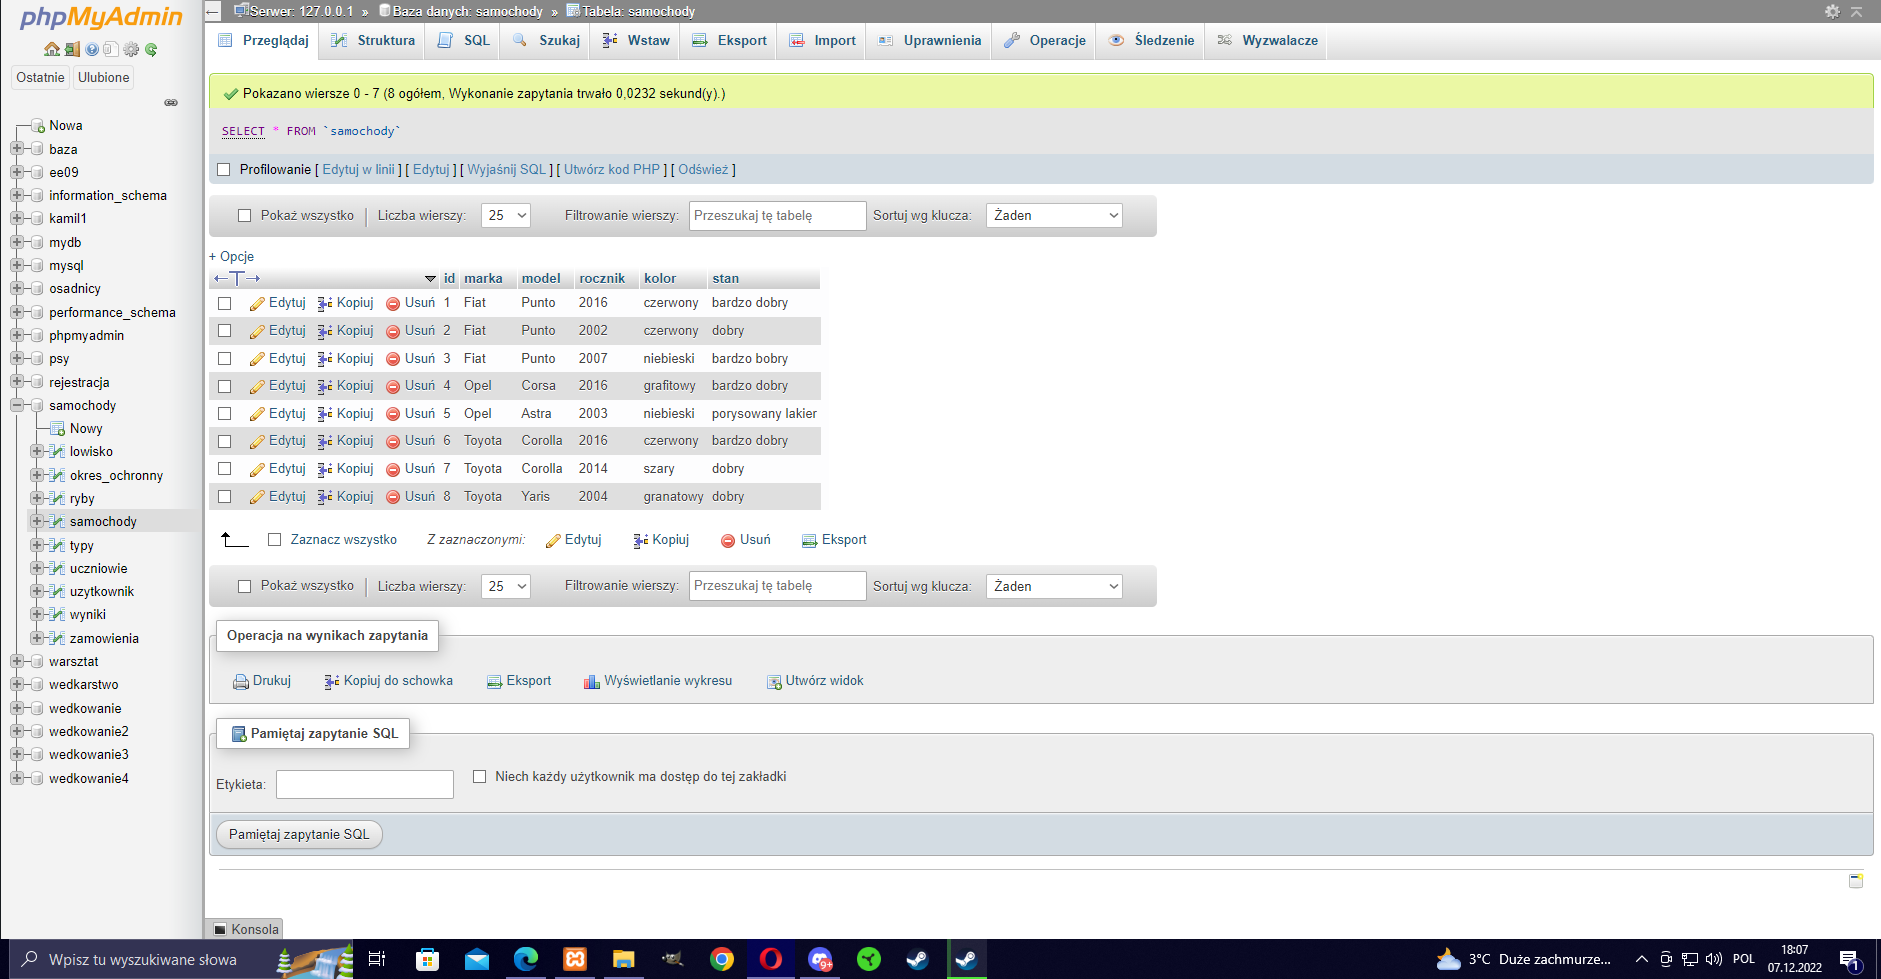 phpMyAdmin
Ostatnie Ulubione
Nowa
baza
ee09
information_schema
kamil1
mydb
mysql
osadnicy
performance_schema
phpmyadmin
psy
rejestracja
samochody
Nowy
lowisko
okres_ochronny
ryby
samochody
typy
uczniowie
uzytkownik
wyniki
zamowienia
warsztat
wedkarstwo
wedkowanie
wedkowanie2
wedkowanie3
wedkowanie4
Serwer: 127.0.0.1 » Baza danych: samochody » Tabela: samochody
Przeglądaj Struktura SQL Szukaj Wstaw Eksport Import Uprawnienia Operacje Śledzenie Wyzwalacze
Pokazano wiersze 0 - 7 (8 ogółem, Wykonanie zapytania trwało 0,0232 sekund(y).)
SELECT * FROM `samochody`
Profilowanie [ Edytuj w linii ] [ Edytuj ] [ Wyjaśnij SQL ] [ Utwórz kod PHP ] [ Odśwież ]
Pokaż wszystko | Liczba wierszy: 25 Filtrowanie wierszy: Przeszukaj tę tabelę Sortuj wg klucza: Żaden
+ Opcje
←T→ id marka model rocznik kolor stan
Edytuj Kopiuj Usuń 1 Fiat Punto 2016 czerwony bardzo dobry
Edytuj Kopiuj Usuń 2 Fiat Punto 2002 czerwony dobry
Edytuj Kopiuj Usuń 3 Fiat Punto 2007 niebieski bardzo bobry
Edytuj Kopiuj Usuń 4 Opel Corsa 2016 grafitowy bardzo dobry
Edytuj Kopiuj Usuń 5 Opel Astra 2003 niebieski porysowany lakier
Edytuj Kopiuj Usuń 6 Toyota Corolla 2016 czerwony bardzo dobry
Edytuj Kopiuj Usuń 7 Toyota Corolla 2014 szary dobry
Edytuj Kopiuj Usuń 8 Toyota Yaris 2004 granatowy dobry
Zaznacz wszystko Z zaznaczonymi: Edytuj Kopiuj Usuń Eksport
Pokaż wszystko | Liczba wierszy: 25 Filtrowanie wierszy: Przeszukaj tę tabelę Sortuj wg klucza: Żaden
Operacja na wynikach zapytania
Drukuj Kopiuj do schowka Eksport Wyświetlanie wykresu Utwórz widok
Pamiętaj zapytanie SQL
Etykieta: Niech każdy użytkownik ma dostęp do tej zakładki
Pamiętaj zapytanie SQL
Konsola
Wpisz tu wyszukiwane słowa 9+ 3°C Duże zachmurze... POL 18:07 1
07.12.2022